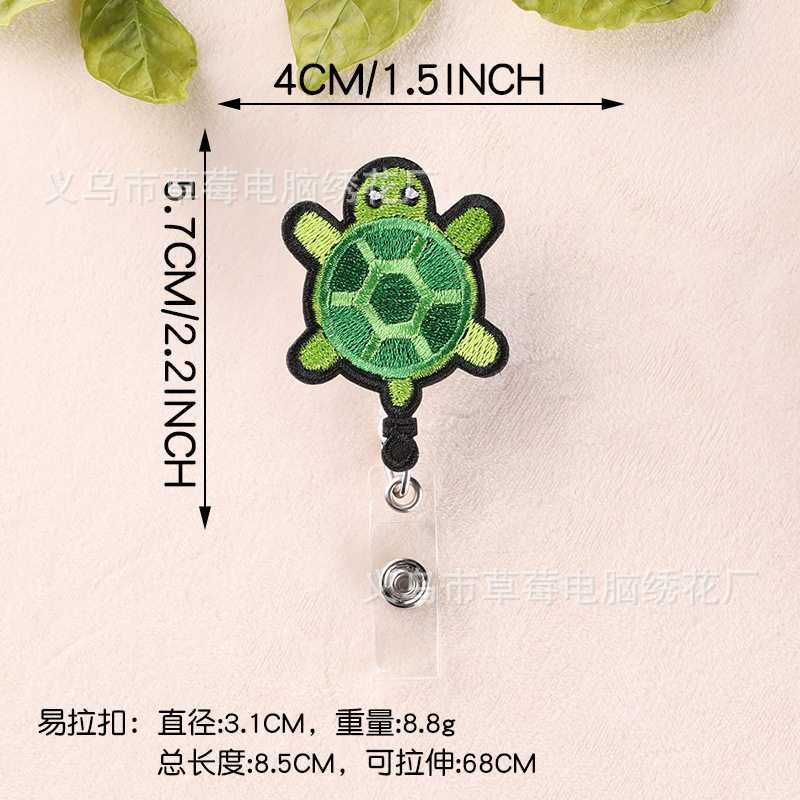 4CM/1.5INCH
义乌市草莓电脑绣花厂
5.7CM/2.2INCH
义乌市草莓电脑绣花厂
易拉扣：直径:3.1CM，重量:8.8g
总长度:8.5CM，可拉伸:68CM